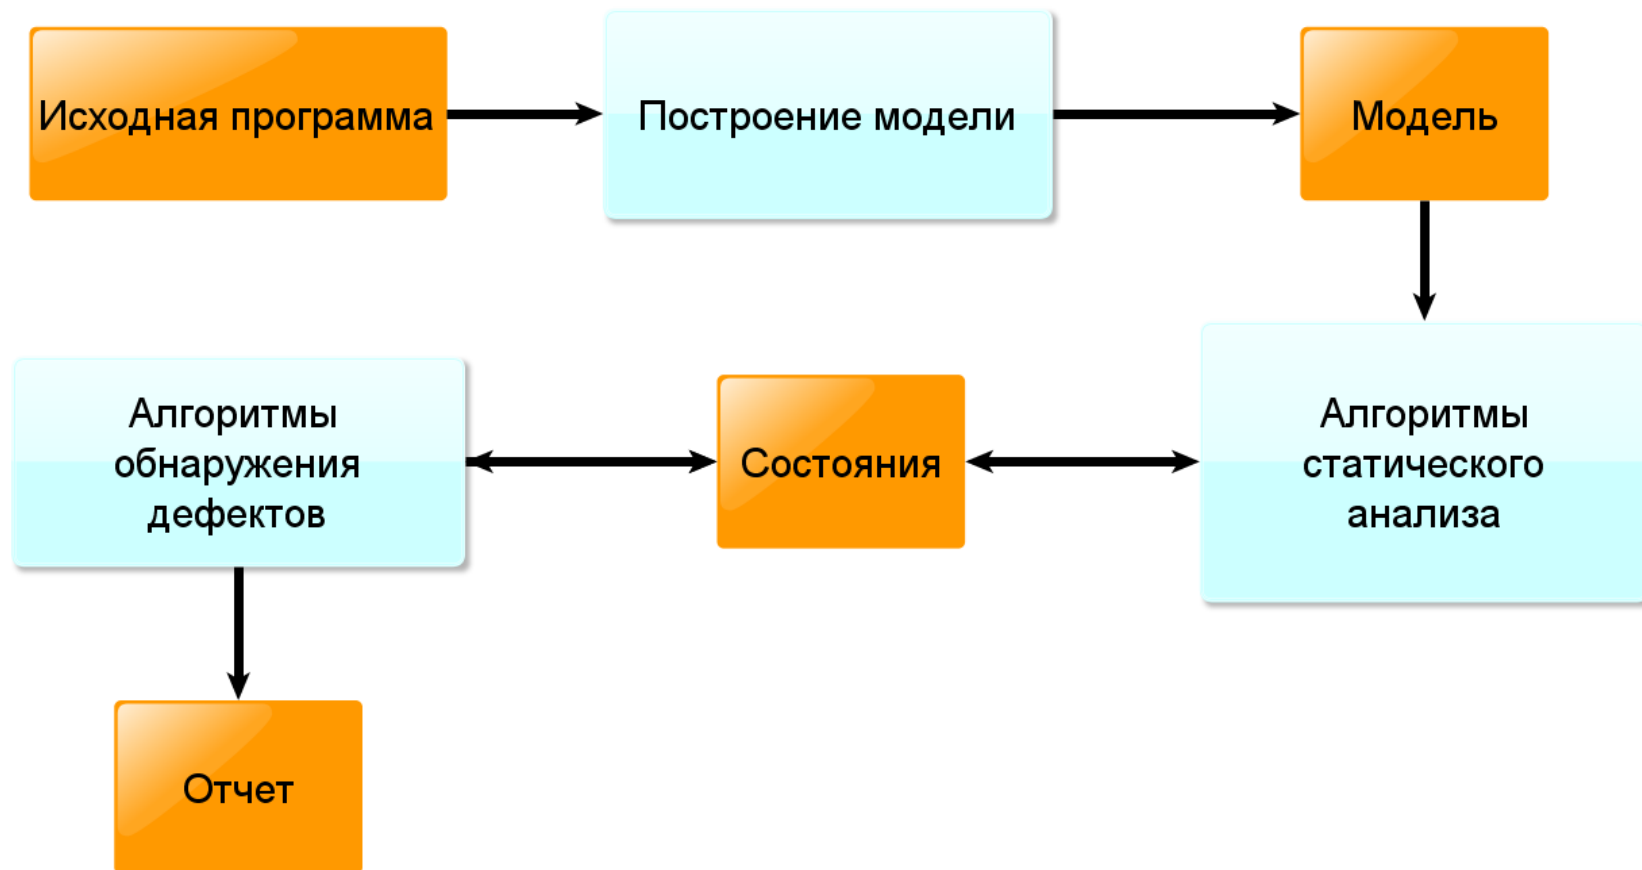 Исходная программа
Построение модели
Модель
Алгоритмы
статического
анализа
Состояния
Алгоритмы
обнаружения
дефектов
Отчет